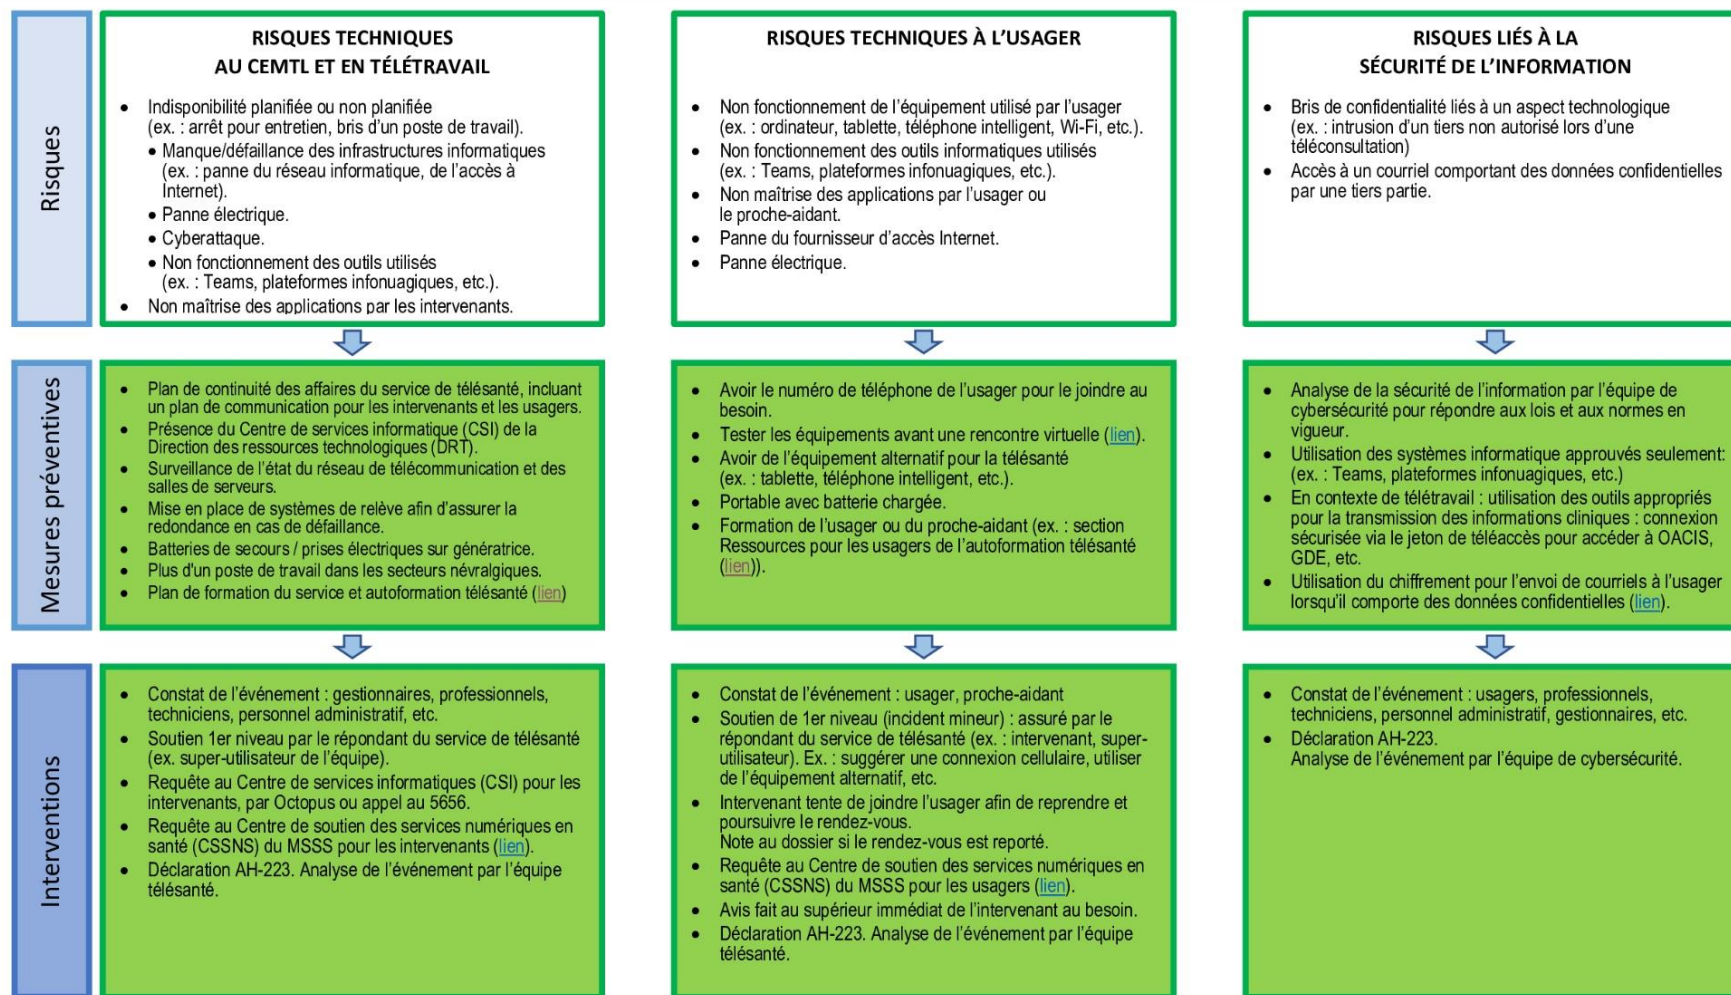 Risques
RISQUES TECHNIQUES
AU CEMTL ET EN TÉLÉTRAVAIL
• Indisponibilité planifiée ou non planifiée
(ex. : arrêt pour entretien, bris d'un poste de travail).
• Manque/défaillance des infrastructures informatiques
(ex. : panne du réseau informatique, de l'accès à
Internet).
• Panne électrique.
• Cyberattaque.
• Non fonctionnement des outils utilisés
(ex. : Teams, plateformes infonuagiques, etc.).
• Non maîtrise des applications par les intervenants.
RISQUES TECHNIQUES À L'USAGER
• Non fonctionnement de l'équipement utilisé par l'usager
(ex. : ordinateur, tablette, téléphone intelligent, Wi-Fi, etc.).
• Non fonctionnement des outils informatiques utilisés
(ex. : Teams, plateformes infonuagiques, etc.).
• Non maîtrise des applications par l'usager ou
le proche-aidant.
• Panne du fournisseur d'accès Internet.
• Panne électrique.
RISQUES LIÉS À LA
SÉCURITÉ DE L'INFORMATION
• Bris de confidentialité liés à un aspect technologique
(ex. : intrusion d'un tiers non autorisé lors d'une
téléconsultation)
• Accès à un courriel comportant des données confidentielles
par une tiers partie.
Mesures préventives
• Plan de continuité des affaires du service de télésanté, incluant
un plan de communication pour les intervenants et les usagers.
• Présence du Centre de services informatique (CSI) de la
Direction des ressources technologiques (DRT).
• Surveillance de l'état du réseau de télécommunication et des
salles de serveurs.
• Mise en place de systèmes de relève afin d'assurer la
redondance en cas de défaillance.
• Batteries de secours / prises électriques sur génératrice.
• Plus d'un poste de travail dans les secteurs névralgiques.
• Plan de formation du service et autoformation télésanté (lien)
• Avoir le numéro de téléphone de l'usager pour le joindre au
besoin.
• Tester les équipements avant une rencontre virtuelle (lien).
• Avoir de l'équipement alternatif pour la télésanté
(ex. : tablette, téléphone intelligent, etc.).
• Portable avec batterie chargée.
• Formation de l'usager ou du proche-aidant (ex. : section
Ressources pour les usagers de l'autoformation télésanté
(lien)).
• Analyse de la sécurité de l'information par l'équipe de
cybersécurité pour répondre aux lois et aux normes en
vigueur.
• Utilisation des systèmes informatique approuvés seulement:
(ex. : Teams, plateformes infonuagiques, etc.)
• En contexte de télétravail : utilisation des outils appropriés
pour la transmission des informations cliniques : connexion
sécurisée via le jeton de téléaccès pour accéder à OACIS,
GDE, etc.
• Utilisation du chiffrement pour l'envoi de courriels à l'usager
lorsqu'il comporte des données confidentielles (lien).
Interventions
• Constat de l'événement : gestionnaires, professionnels,
techniciens, personnel administratif, etc.
• Soutien 1er niveau par le répondant du service de télésanté
(ex. super-utilisateur de l'équipe).
• Requête au Centre de services informatiques (CSI) pour les
intervenants, par Octopus ou appel au 5656.
• Requête au Centre de soutien des services numériques en
santé (CSSNS) du MSSS pour les intervenants (lien).
• Déclaration AH-223. Analyse de l'événement par l'équipe
télésanté.
• Constat de l'événement : usager, proche-aidant
• Soutien de 1er niveau (incident mineur) : assuré par le
répondant du service de télésanté (ex. : intervenant, super-
utilisateur). Ex. : suggérer une connexion cellulaire, utiliser
de l'équipement alternatif, etc.
• Intervenant tente de joindre l'usager afin de reprendre et
poursuivre le rendez-vous.
Note au dossier si le rendez-vous est reporté.
• Requête au Centre de soutien des services numériques en
santé (CSSNS) du MSSS pour les usagers (lien).
• Avis fait au supérieur immédiat de l'intervenant au besoin.
• Déclaration AH-223. Analyse de l'événement par l'équipe
télésanté.
• Constat de l'événement : usagers, professionnels,
techniciens, personnel administratif, gestionnaires, etc.
• Déclaration AH-223.
Analyse de l'événement par l'équipe de cybersécurité.